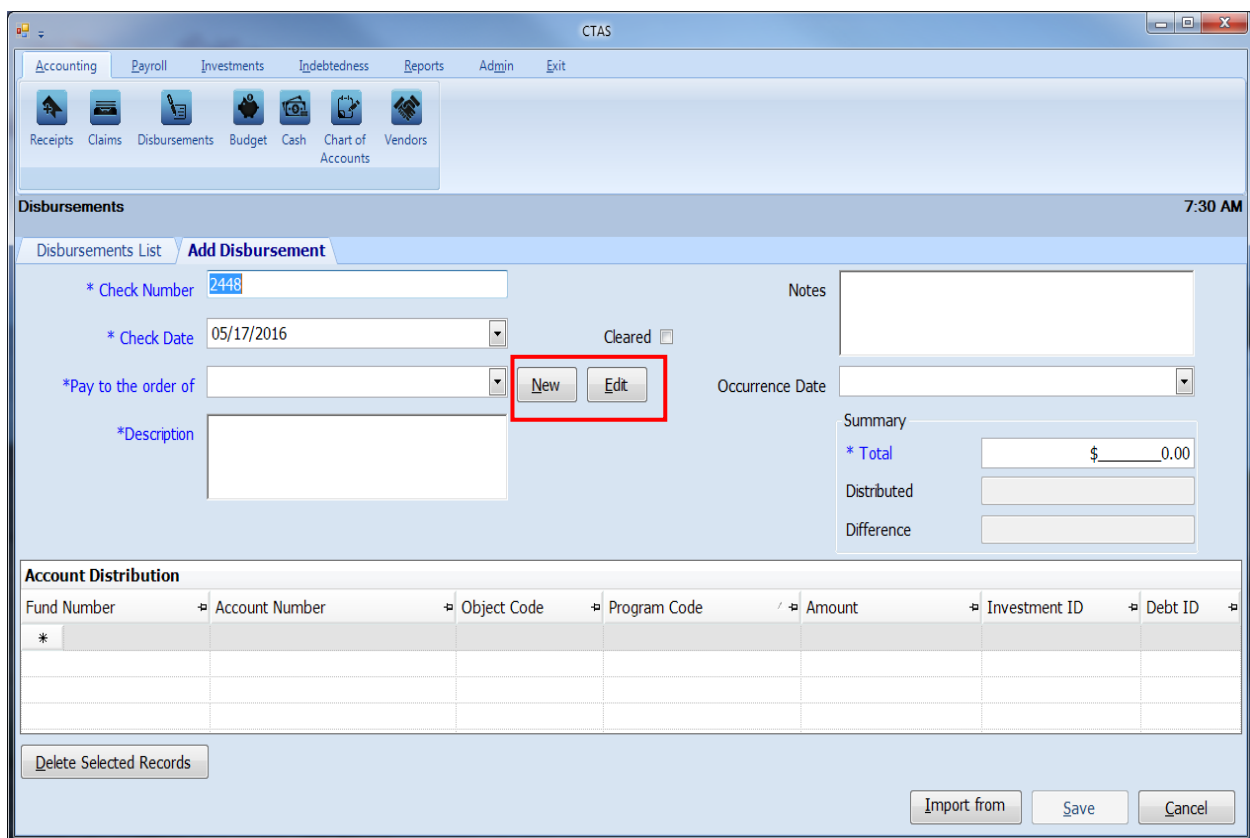 CTAS
Accounting Payroll Investments Indebtedness Reports Admin Exit
Receipts Claims Disbursements Budget Cash Chart of Accounts Vendors
Disbursements 7:30 AM
Disbursements List Add Disbursement
* Check Number 2448 Notes
* Check Date 05/17/2016 Cleared
*Pay to the order of New Edit Occurrence Date
*Description Summary
* Total $_______0.00
Distributed
Difference
Account Distribution
Fund Number Account Number Object Code Program Code Amount Investment ID Debt ID
*
Delete Selected Records
Import from Save Cancel